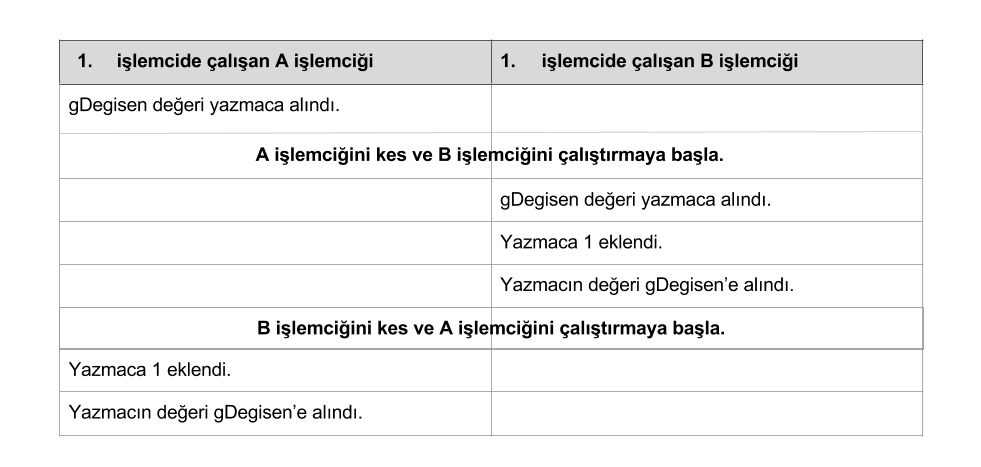 1. işlemcide çalışan A işlemciği
1. işlemcide çalışan B işlemciği
gDegisen değeri yazmaca alındı.
A işlemciğini kes ve B işlemciğini çalıştırmaya başla.
gDegisen değeri yazmaca alındı.
Yazmaca 1 eklendi.
Yazmacın değeri gDegisen’e alındı.
B işlemciğini kes ve A işlemciğini çalıştırmaya başla.
Yazmaca 1 eklendi.
Yazmacın değeri gDegisen’e alındı.